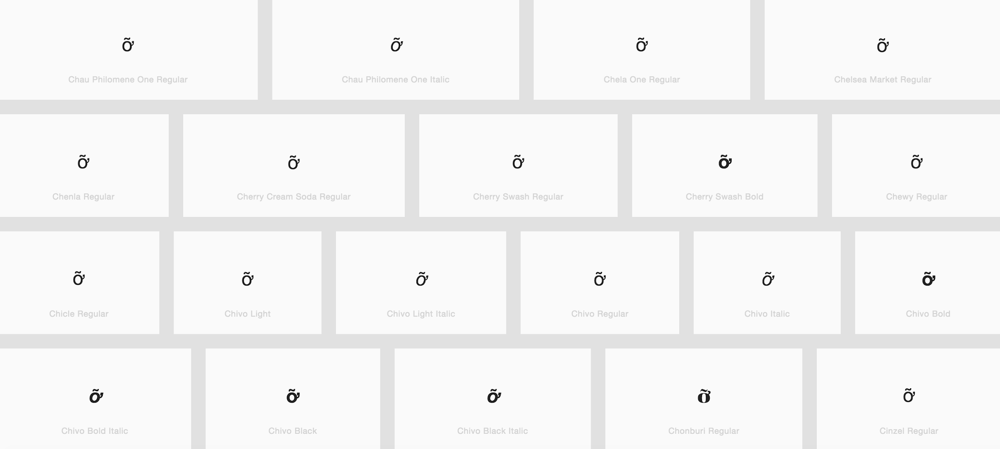 ỡ ỡ ỡ ỡ
Chau Philomene One Regular Chau Philomene One Italic Chela One Regular Chelsea Market Regular
ỡ ỡ ỡ ỡ ỡ
Chenla Regular Cherry Cream Soda Regular Cherry Swash Regular Cherry Swash Bold Chewy Regular
ỡ ỡ ỡ ỡ ỡ ỡ
Chicle Regular Chivo Light Chivo Light Italic Chivo Regular Chivo Italic Chivo Bold
ỡ ỡ ỡ ỡ ỡ
Chivo Bold Italic Chivo Black Chivo Black Italic Chonburi Regular Cinzel Regular